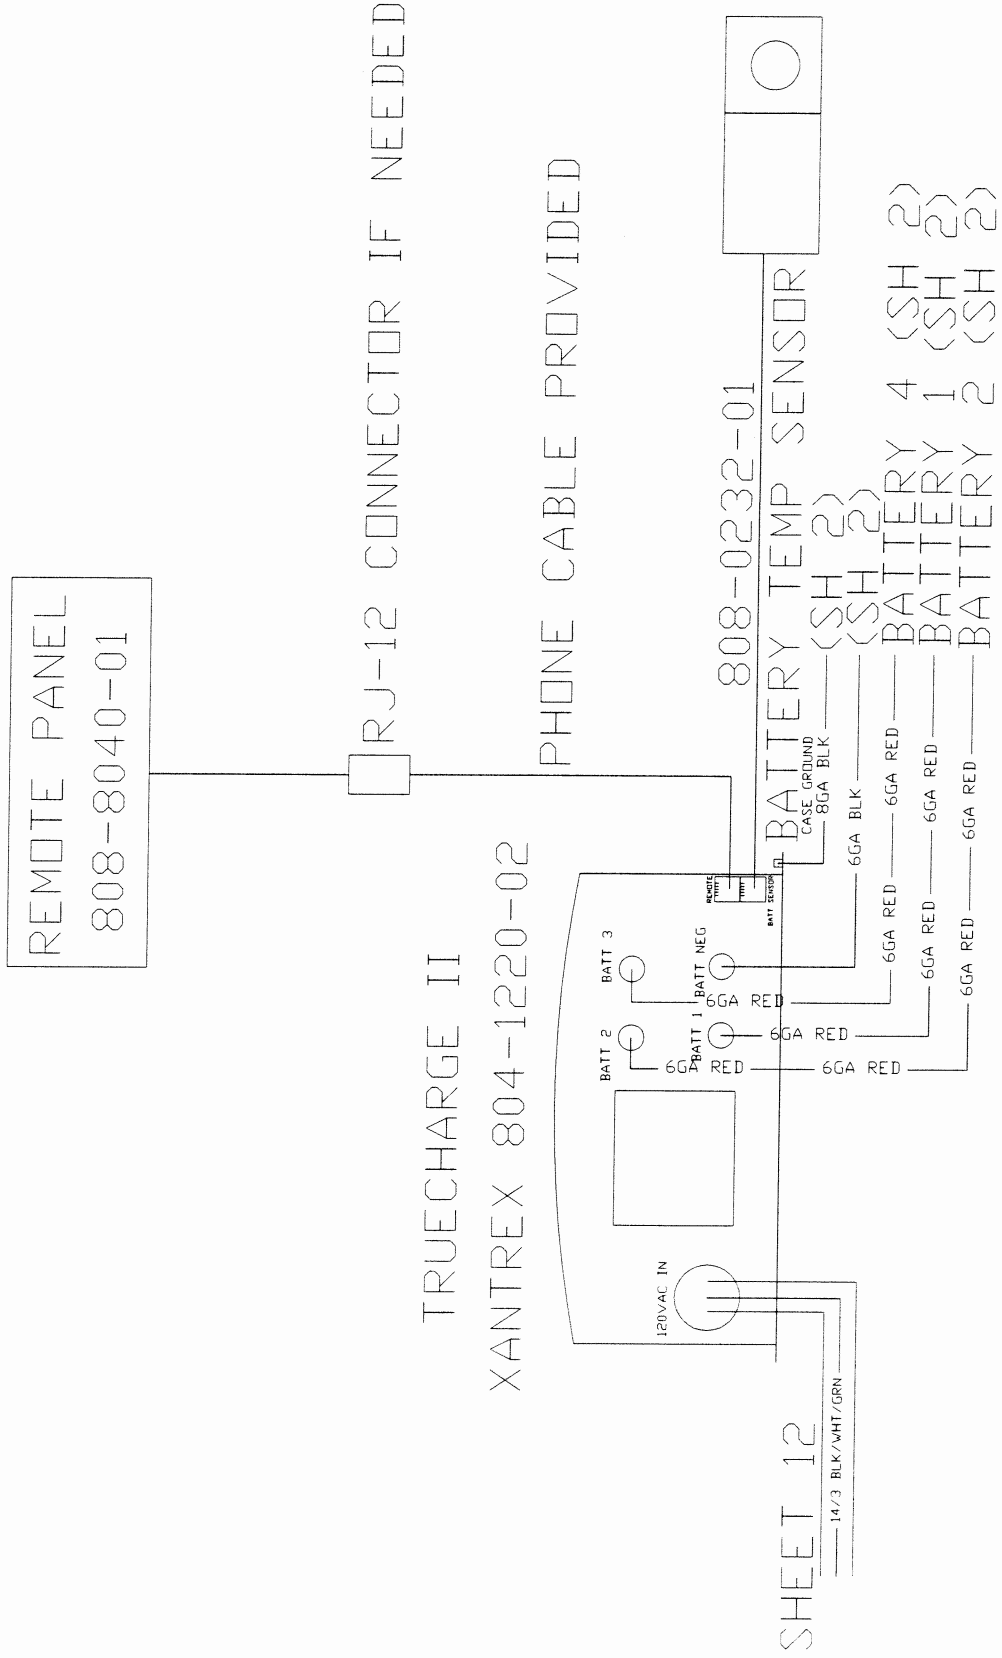 REMOTE PANEL
808-8040-01
RJ-12 CONNECTOR IF NEEDED
TRUECHARGE II
XANTREX 804-1220-02
PHONE CABLE PROVIDED
120VAC IN
BATT 2
BATT 3
BATT 1
BATT NEG
REMOTE
BATT SENSOR
6GA RED
6GA RED
6GA RED
6GA RED
808-0232-01
BATTERY TEMP SENSOR
CASE GROUND
8GA BLK
(SH 2)
6GA BLK
(SH 2)
6GA RED
6GA RED
BATTERY 4 (SH 2)
6GA RED
6GA RED
BATTERY 1 (SH 2)
6GA RED
6GA RED
BATTERY 2 (SH 2)
SHEET 12
14/3 BLK/WHT/GRN